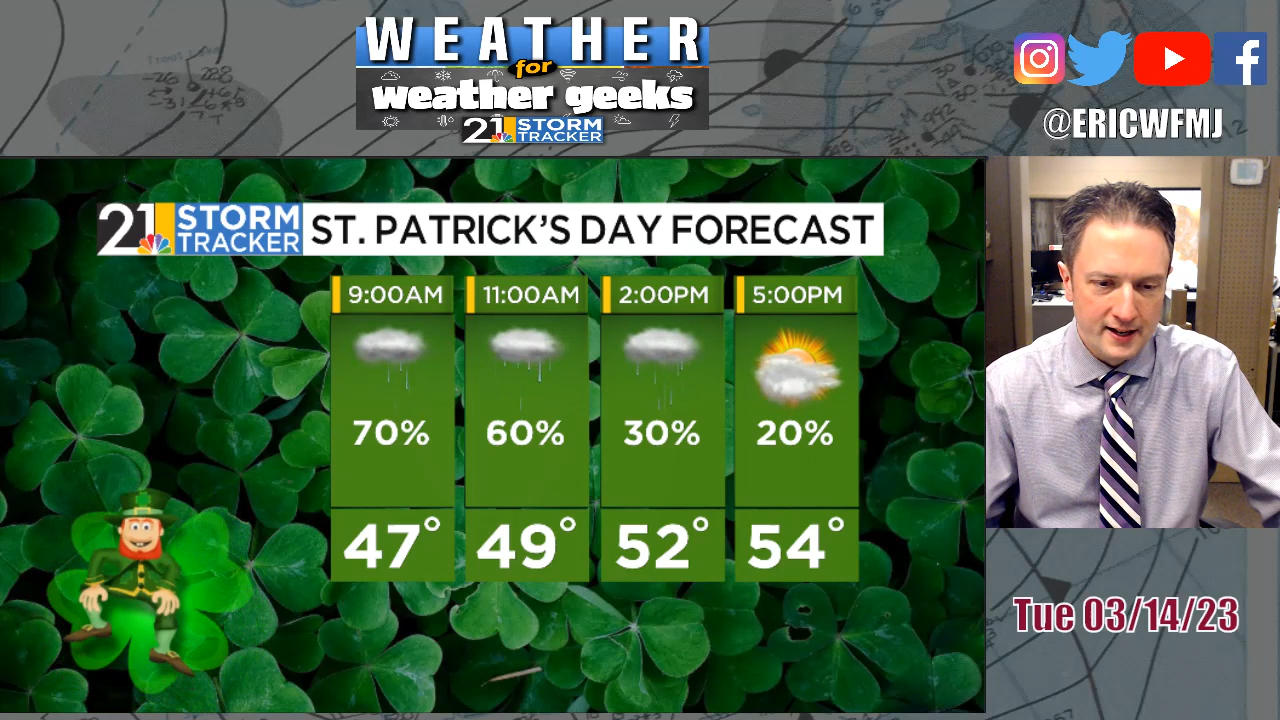 WEATHER
for
weather geeks
21 STORM
TRACKER
@ERICWFMJ
21 STORM
TRACKER
ST. PATRICK'S DAY FORECAST
9:00AM 11:00AM 2:00PM 5:00PM
70% 60% 30% 20%
47° 49° 52° 54°
Tue 03/14/23